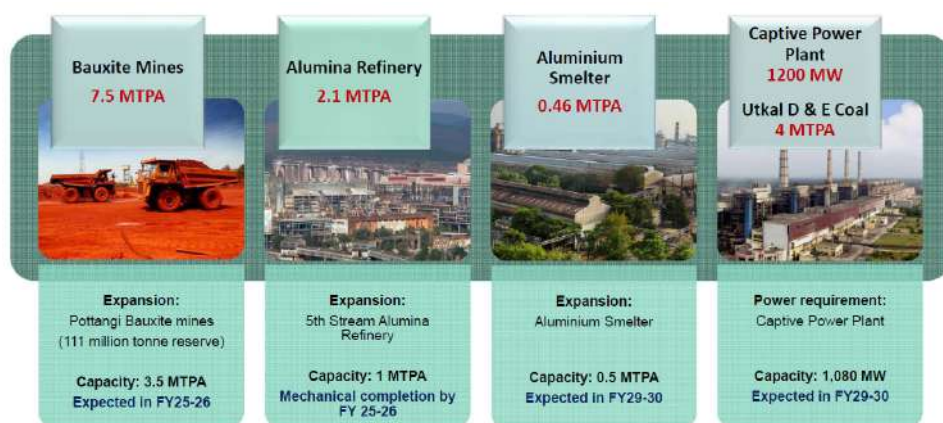 Bauxite Mines
7.5 MTPA
Alumina Refinery
2.1 MTPA
Aluminium
Smelter
0.46 MTPA
Captive Power
Plant
1200 MW
Utkal D & E Coal
4 MTPA
Expansion:
Pottangi Bauxite mines
(111 million tonne reserve)
Capacity: 3.5 MTPA
Expected in FY25-26
Expansion:
5th Stream Alumina
Refinery
Capacity: 1 MTPA
Mechanical completion by
FY 25-26
Expansion:
Aluminium Smelter
Capacity: 0.5 MTPA
Expected in FY29-30
Power requirement:
Captive Power Plant
Capacity: 1,080 MW
Expected in FY29-30